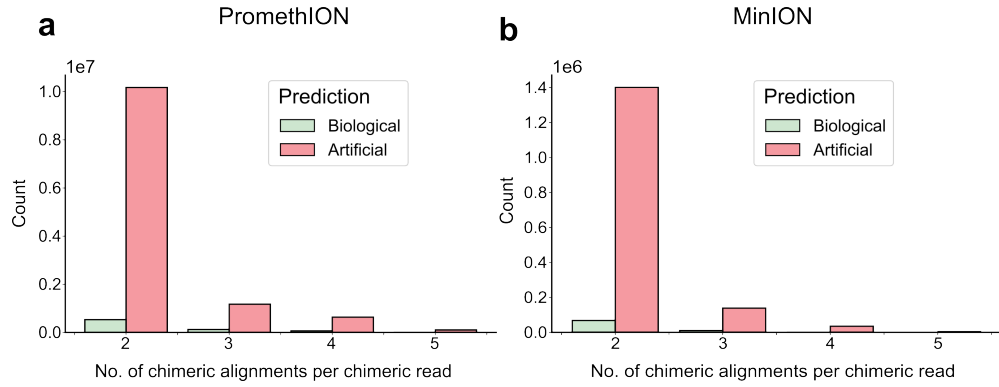 a
PromethION
1e7
1.0
0.8
0.6
0.4
0.2
0.0
Count
Prediction
Biological
Artificial
2 3 4 5
No. of chimeric alignments per chimeric read
b
MinION
1e6
1.4
1.2
1.0
0.8
0.6
0.4
0.2
0.0
Count
Prediction
Biological
Artificial
2 3 4 5
No. of chimeric alignments per chimeric read